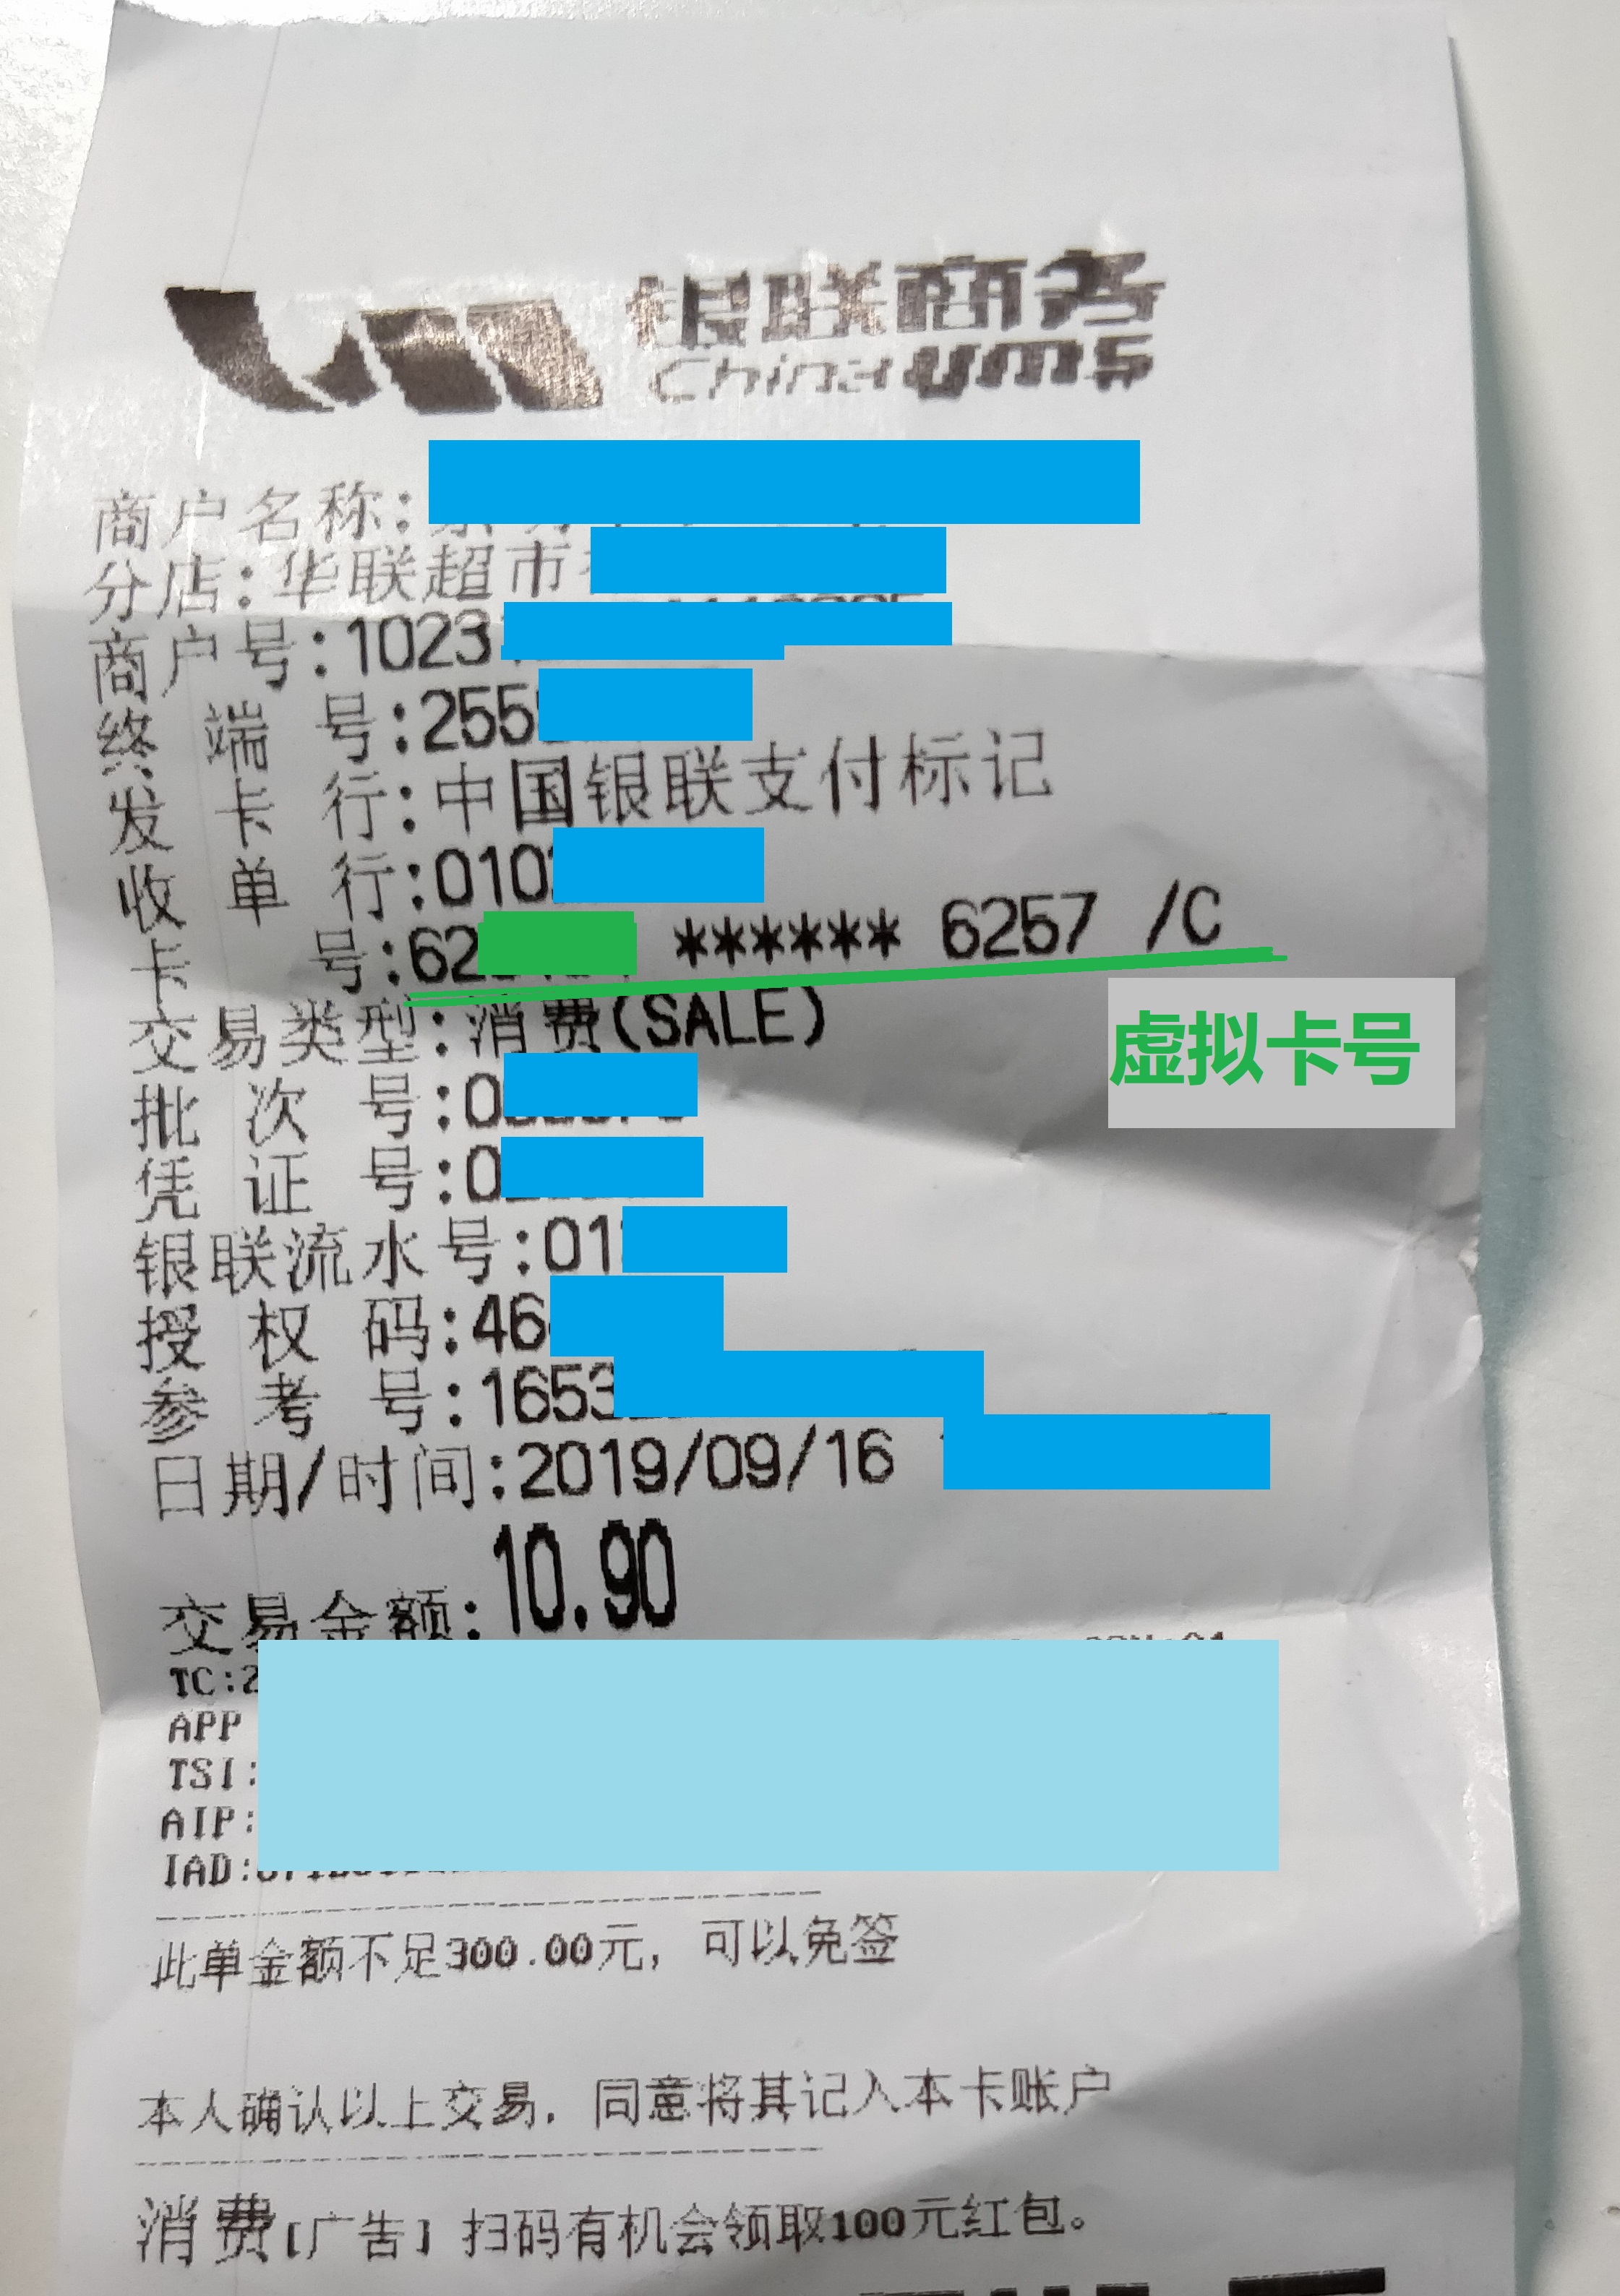 银联商务
China ums
商户名称:
分店:华联超市
商户号:1023
终端号:255
发卡行:中国银联支付标记
收单行:010
卡号:62 ****** 6257 /C
虚拟卡号
交易类型:消费(SALE)
批次号:0
凭证号:0
银联流水号:01
授权码:46
参考号:1653
日期/时间:2019/09/16
交易金额:10.90
TC:2
APP
TSI:
AIP:
IAD:
此单金额不足300.00元，可以免签
本人确认以上交易，同意将其记入本卡账户
消费[广告] 扫码有机会领取100元红包。